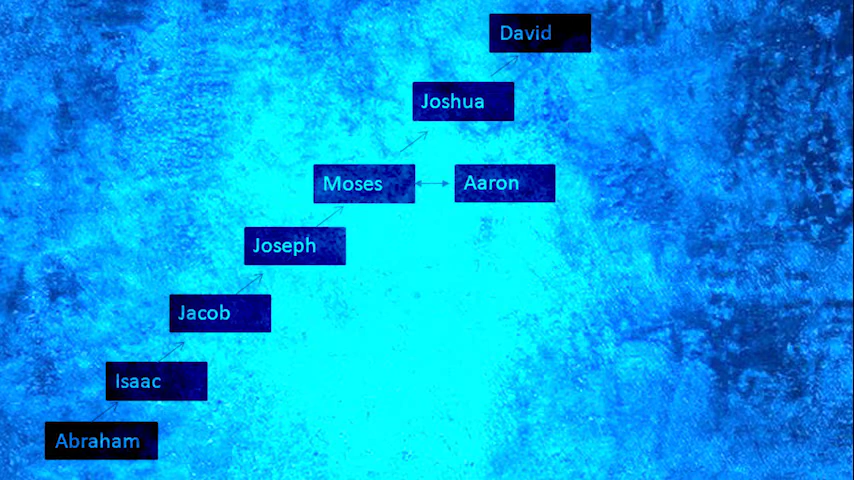 David
Joshua
Moses
Aaron
Joseph
Jacob
Isaac
Abraham